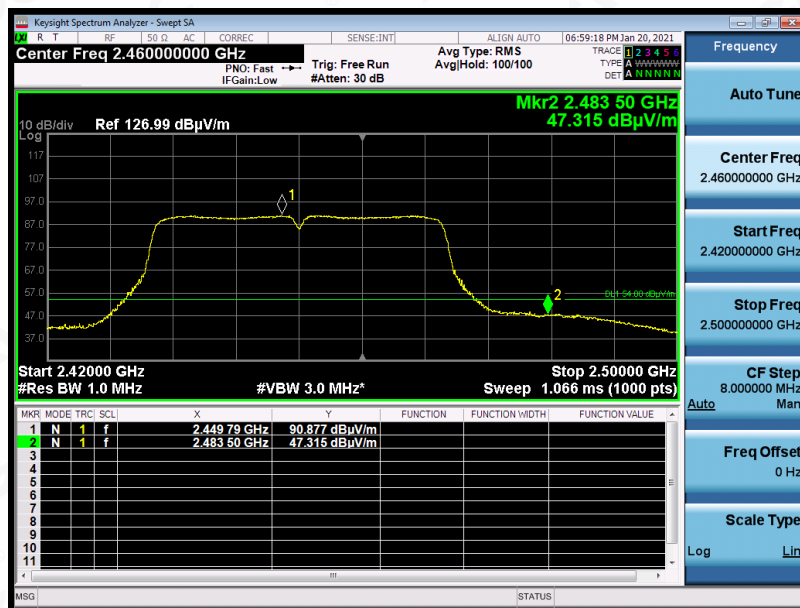 Keysight Spectrum Analyzer - Swept SA
LXI R T RF 50 Ω AC CORREC SENSE:INT ALIGN AUTO 06:59:18 PM Jan 20, 2021
Center Freq 2.460000000 GHz
PNO: Fast
IFGain:Low
Trig: Free Run
#Atten: 30 dB
Avg Type: RMS
Avg|Hold: 100/100
TRACE 1 2 3 4 5 6
TYPE A WWWWW
DET A N N N N N
Mkr2 2.483 50 GHz
47.315 dBµV/m
10 dB/div Ref 126.99 dBµV/m
Log
117
107
97.0
87.0
77.0
67.0
57.0
47.0
37.0
1
2
DL1 54.00 dBµV/m
Start 2.42000 GHz Stop 2.50000 GHz
#Res BW 1.0 MHz #VBW 3.0 MHz* Sweep 1.066 ms (1000 pts)
MKR MODE TRC SCL X Y FUNCTION FUNCTION WIDTH FUNCTION VALUE
1 N 1 f 2.449 79 GHz 90.877 dBµV/m
2 N 1 f 2.483 50 GHz 47.315 dBµV/m
3
4
5
6
7
8
9
10
11
MSG STATUS
Frequency
Auto Tune
Center Freq
2.460000000 GHz
Start Freq
2.420000000 GHz
Stop Freq
2.500000000 GHz
CF Step
8.000000 MHz
Auto Man
Freq Offset
0 Hz
Scale Type
Log Lin